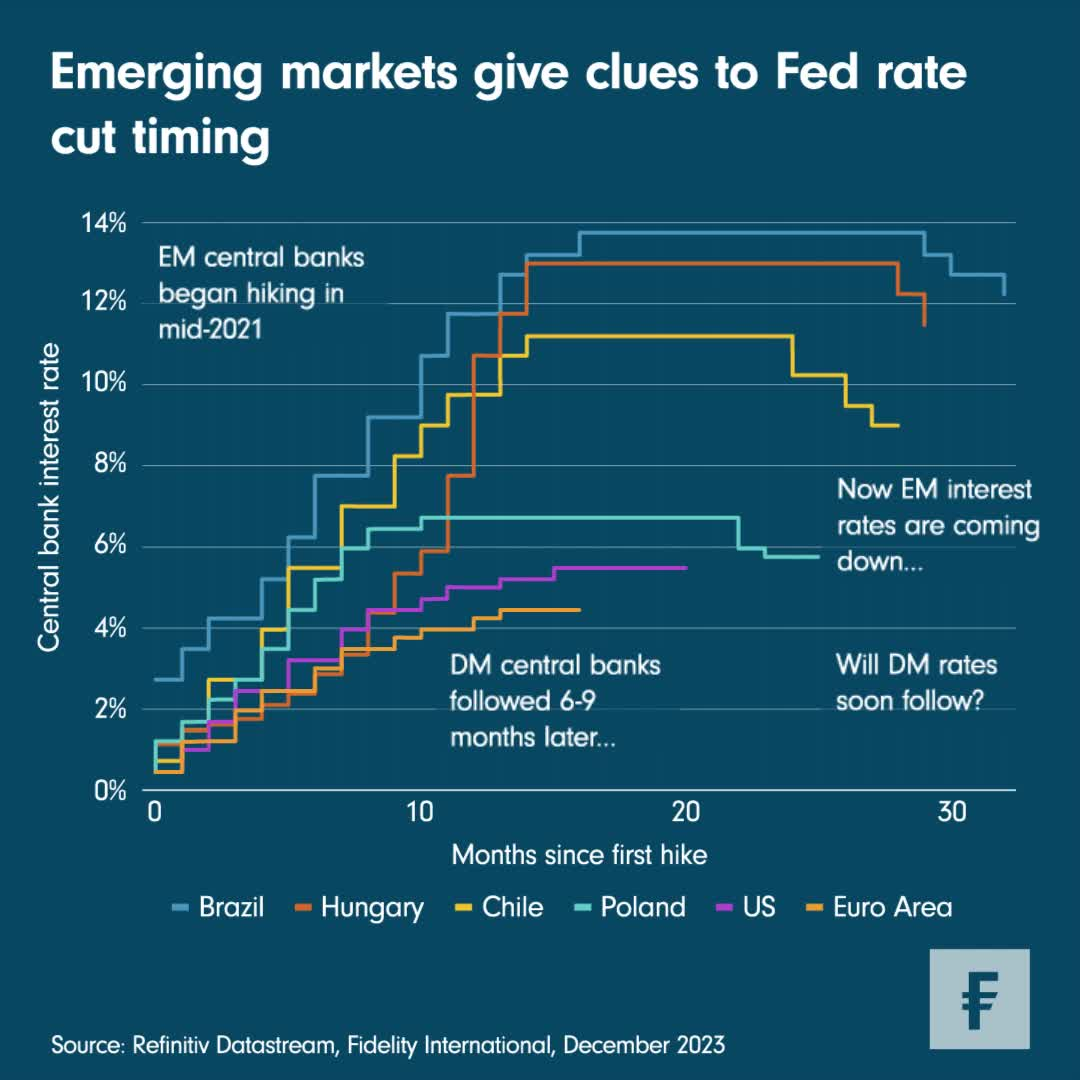 Emerging markets give clues to Fed rate
cut timing
14%
12%
10%
8%
6%
4%
2%
0%
Central bank interest rate
EM central banks
began hiking in
mid-2021
Now EM interest
rates are coming
down...
DM central banks
followed 6-9
months later...
Will DM rates
soon follow?
0 10 20 30
Months since first hike
Brazil Hungary Chile Poland US Euro Area
F
Source: Refinitiv Datastream, Fidelity International, December 2023